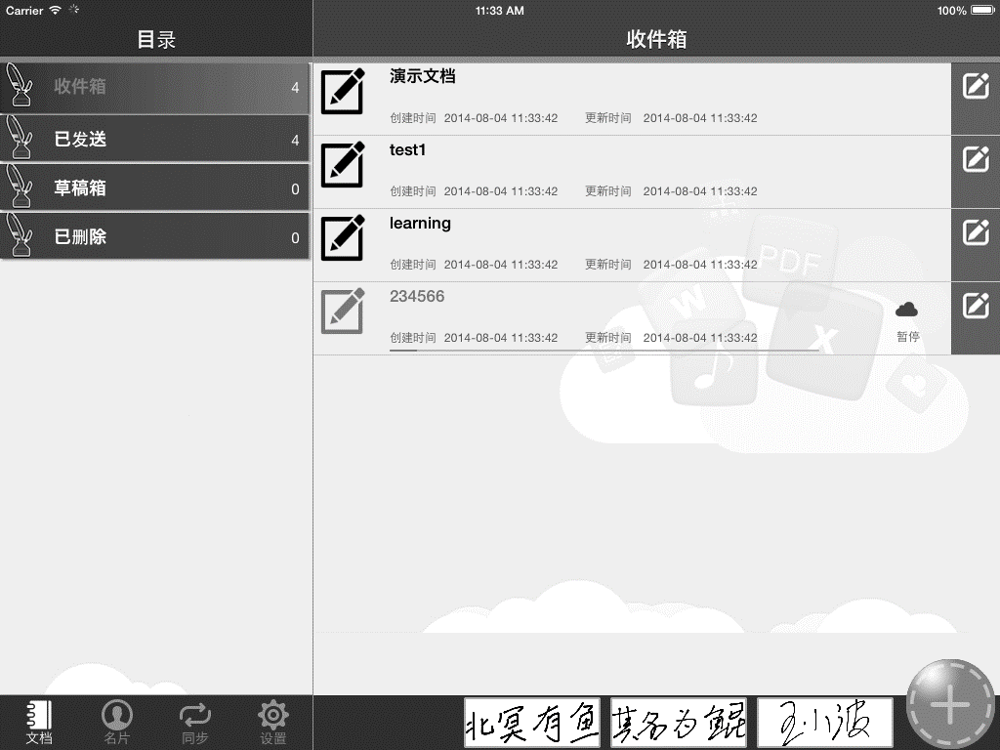 Carrier 11:33 AM 100%
目录
收件箱 4
已发送 4
草稿箱 0
已删除 0
收件箱
演示文档
创建时间 2014-08-04 11:33:42 更新时间 2014-08-04 11:33:42
test1
创建时间 2014-08-04 11:33:42 更新时间 2014-08-04 11:33:42
learning
创建时间 2014-08-04 11:33:42 更新时间 2014-08-04 11:33:42
PDF
W
234566
创建时间 2014-08-04 11:33:42 更新时间 2014-08-04 11:33:42
X
暂停
文档 名片 同步 设置
北冥有鱼 其名为鲲 王小波